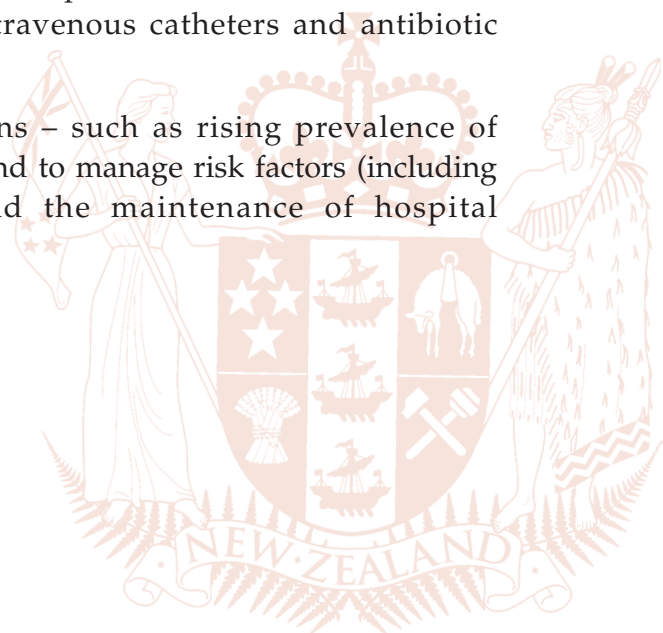 travenous catheters and antibiotic
ns – such as rising prevalence of
nd to manage risk factors (including
d the maintenance of hospital
NEW·ZEALAND